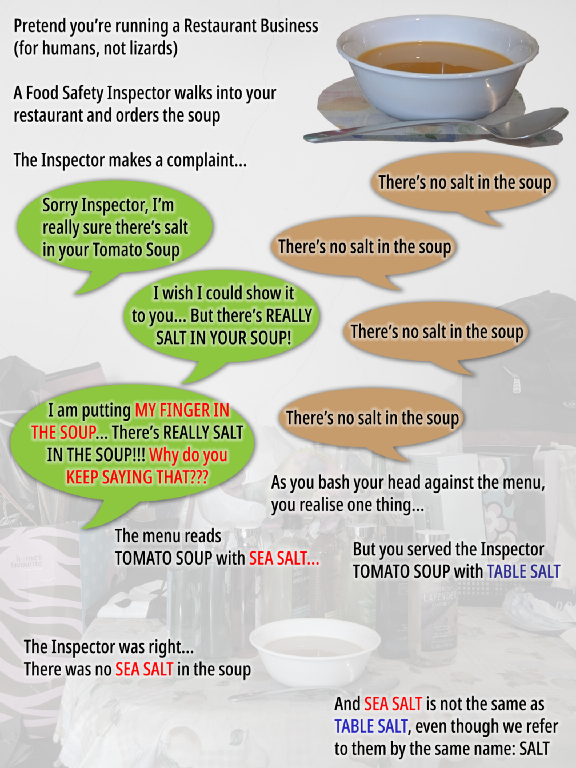 Pretend you're running a Restaurant Business
(for humans, not lizards)
A Food Safety Inspector walks into your
restaurant and orders the soup
The Inspector makes a complaint...
There's no salt in the soup
Sorry Inspector, I'm
really sure there's salt
in your Tomato Soup
There's no salt in the soup
I wish I could show it
to you... But there's REALLY
SALT IN YOUR SOUP!
There's no salt in the soup
I am putting MY FINGER IN
THE SOUP... There's REALLY SALT
IN THE SOUP!!! Why do you
KEEP SAYING THAT???
There's no salt in the soup
As you bash your head against the menu,
you realise one thing...
The menu reads
TOMATO SOUP with SEA SALT...
But you served the Inspector
TOMATO SOUP with TABLE SALT
The Inspector was right...
There was no SEA SALT in the soup
And SEA SALT is not the same as
TABLE SALT, even though we refer
to them by the same name: SALT